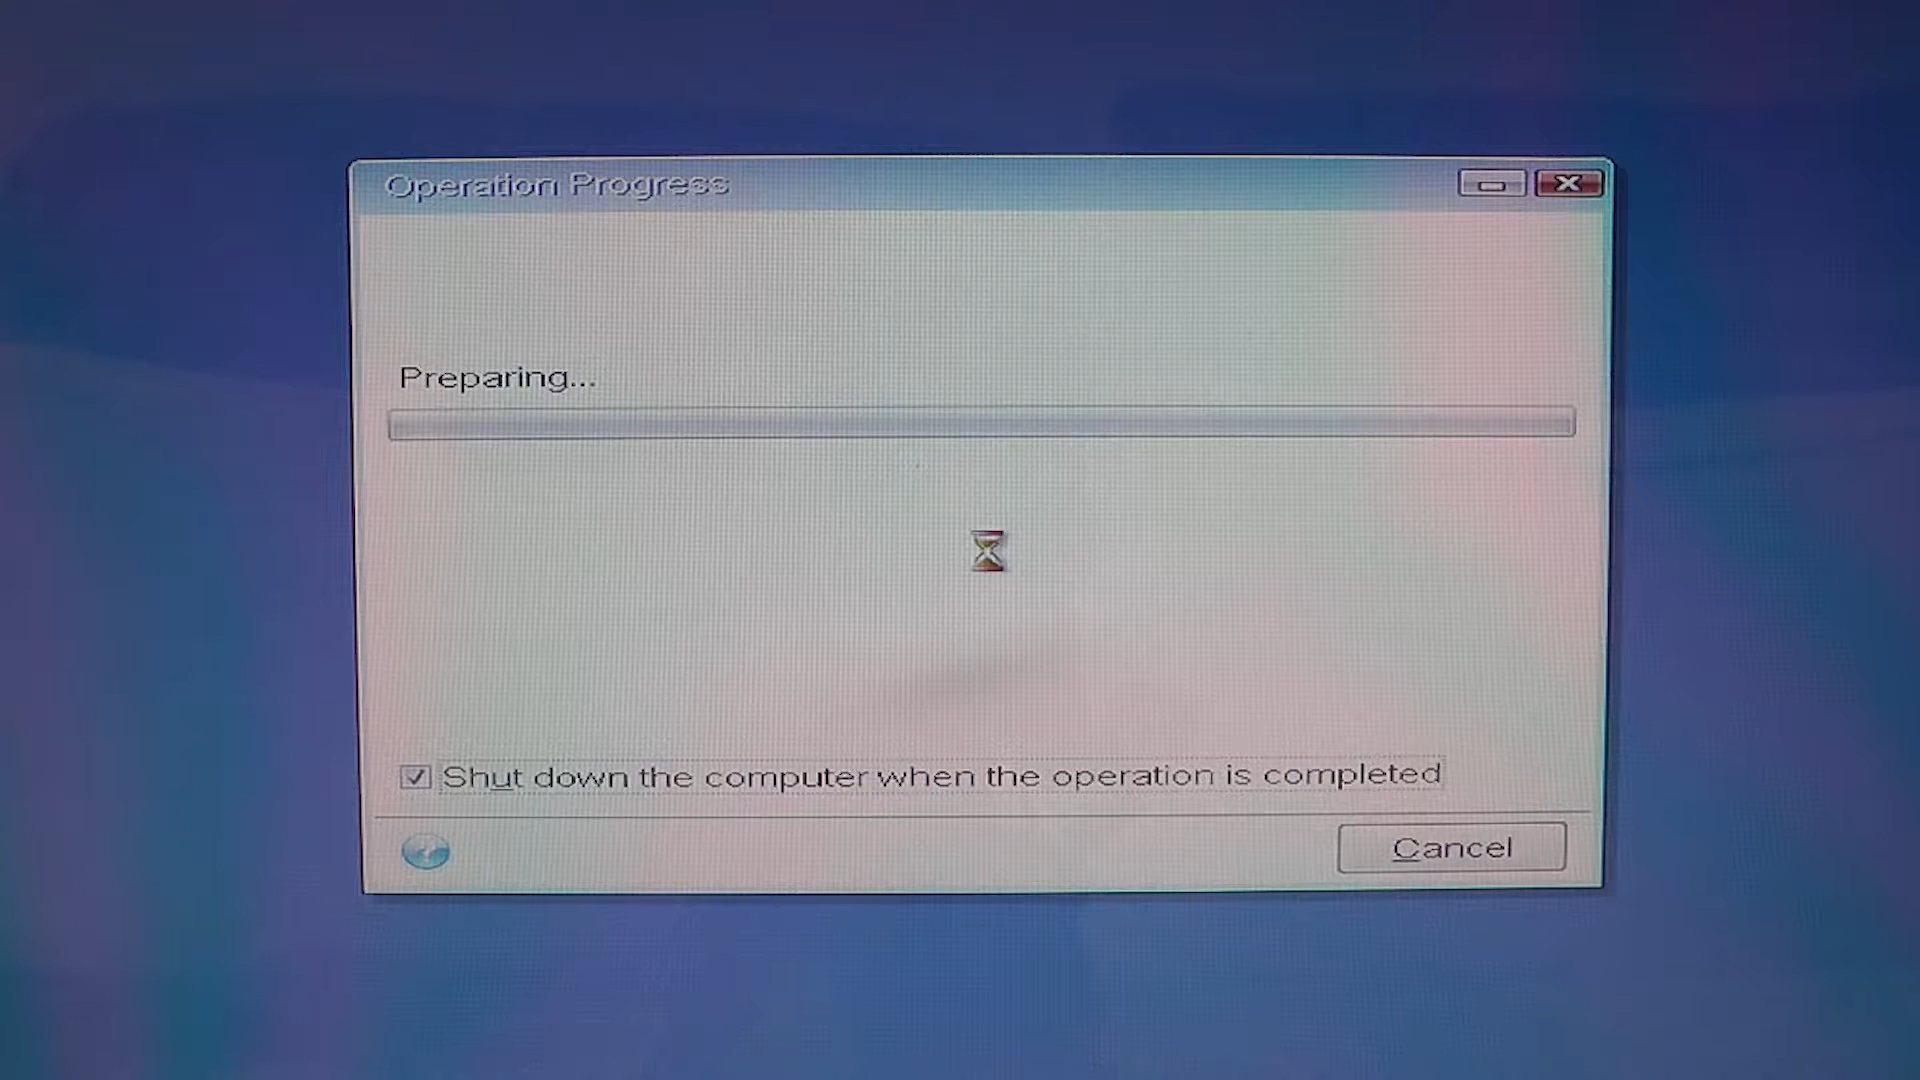 Operation Progress
Preparing...
Shut down the computer when the operation is completed
Cancel